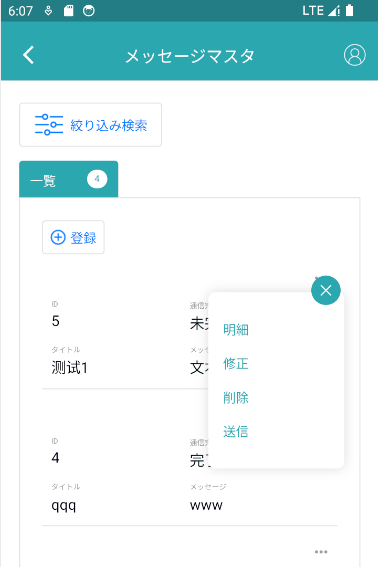 6:07
LTE
メッセージマスタ
絞り込み検索
一覧 4
登録
ID
5
タイトル
测试1
明細
修正
削除
送信
ID
4
タイトル メッセージ
qqq www